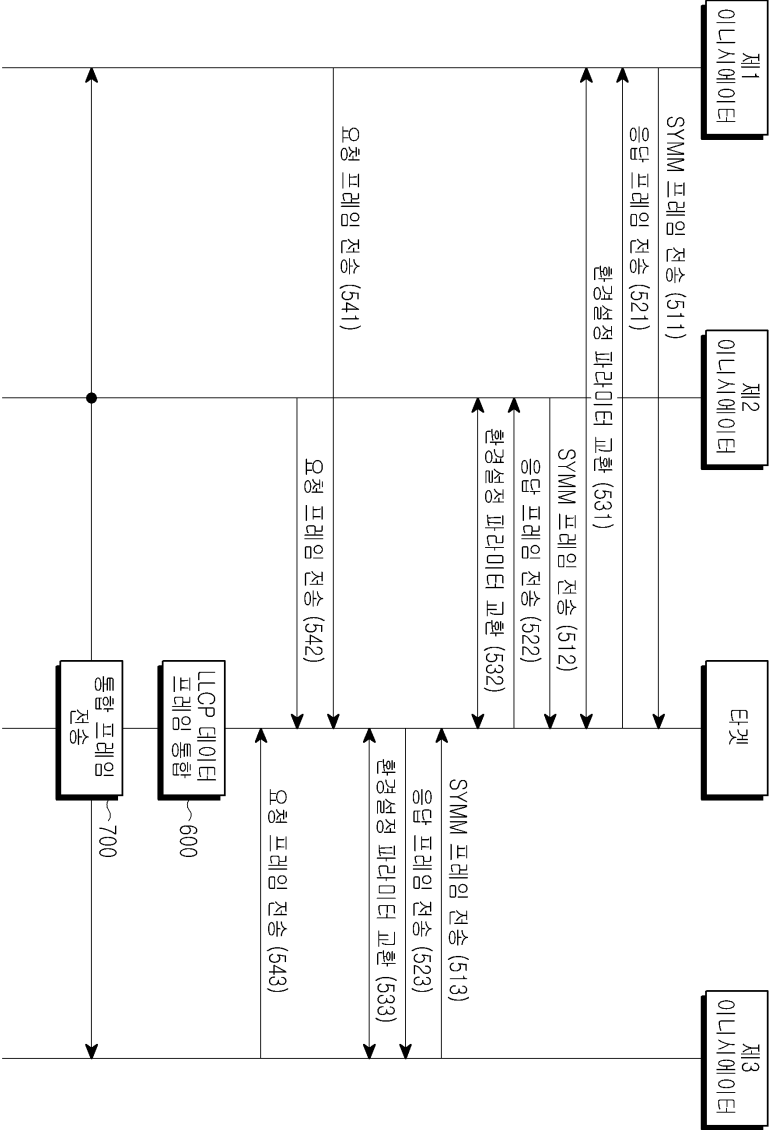 제1
이니시에이터
제2
이니시에이터
타겟
제3
이니시에이터
SYMM 프레임 전송 (511)
응답 프레임 전송 (521)
환경설정 파라미터 교환 (531)
SYMM 프레임 전송 (512)
응답 프레임 전송 (522)
환경설정 파라미터 교환 (532)
SYMM 프레임 전송 (513)
응답 프레임 전송 (523)
환경설정 파라미터 교환 (533)
요청 프레임 전송 (541)
요청 프레임 전송 (542)
요청 프레임 전송 (543)
LLCP 데이터
프레임 통합
600
통합 프레임
전송
700